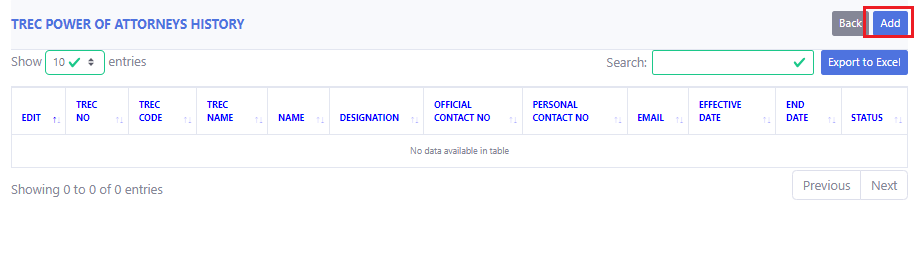 TREC POWER OF ATTORNEYS HISTORY
Back
Add
Show 10 entries
Search:
Export to Excel
EDIT
TREC NO
TREC CODE
TREC NAME
NAME
DESIGNATION
OFFICIAL CONTACT NO
PERSONAL CONTACT NO
EMAIL
EFFECTIVE DATE
END DATE
STATUS
No data available in table
Showing 0 to 0 of 0 entries
Previous
Next